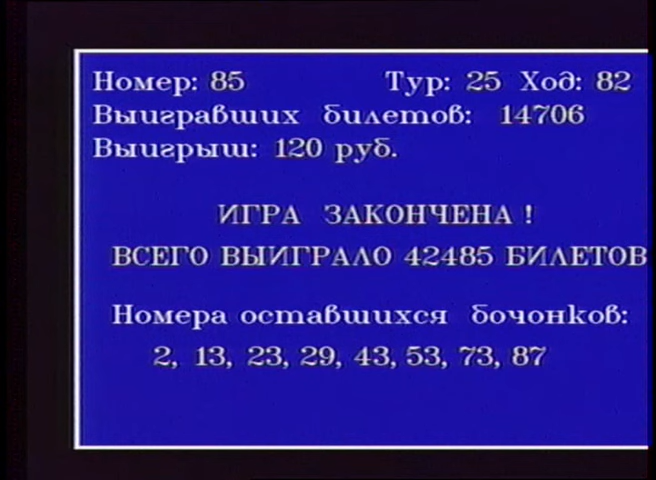 Номер: 85 Тур: 25 Ход: 82
Выигравших билетов: 14706
Выигрыш: 120 руб.
ИГРА ЗАКОНЧЕНА !
ВСЕГО ВЫИГРАЛО 42485 БИЛЕТОВ
Номера оставшихся бочонков:
2, 13, 23, 29, 43, 53, 73, 87